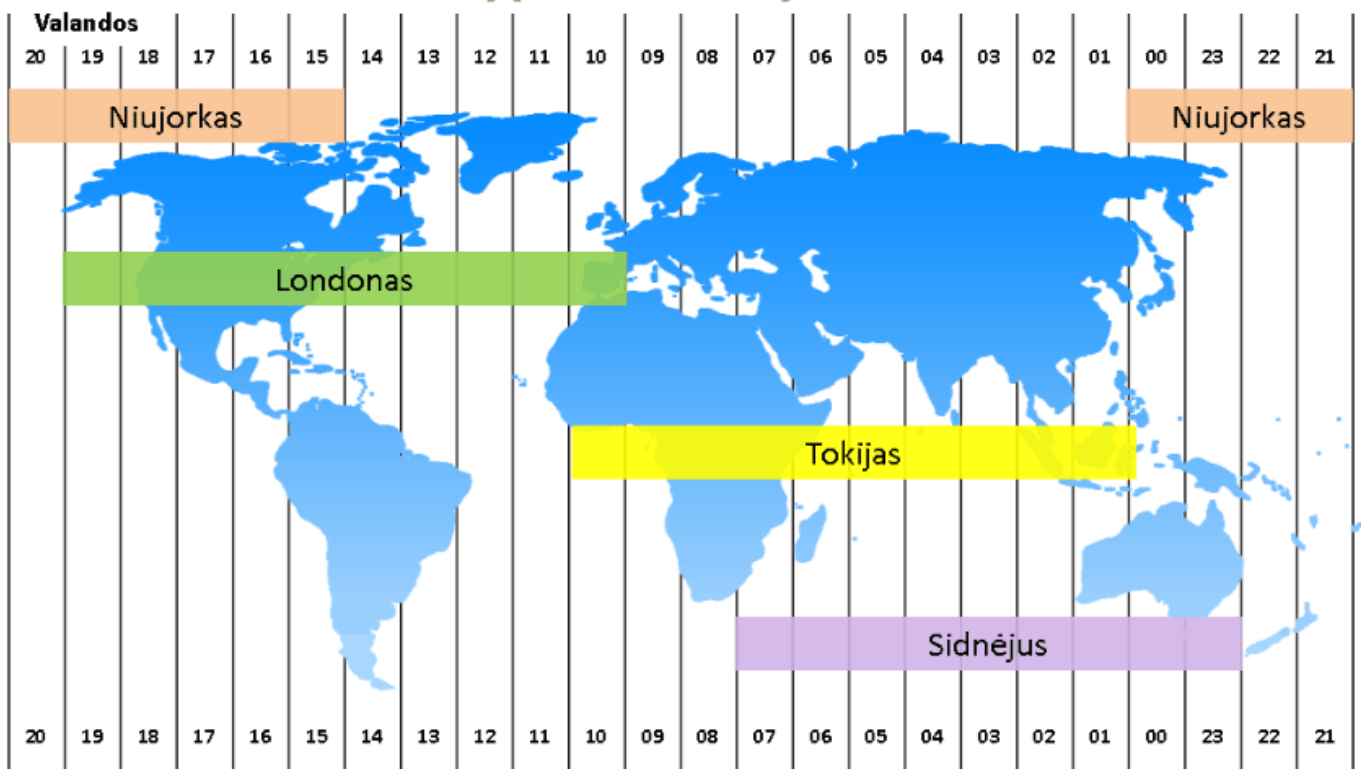 Valandos
20 19 18 17 16 15 14 13 12 11 10 09 08 07 06 05 04 03 02 01 00 23 22 21
Niujorkas Niujorkas
Londonas
Tokijas
Sidnėjus
20 19 18 17 16 15 14 13 12 11 10 09 08 07 06 05 04 03 02 01 00 23 22 21